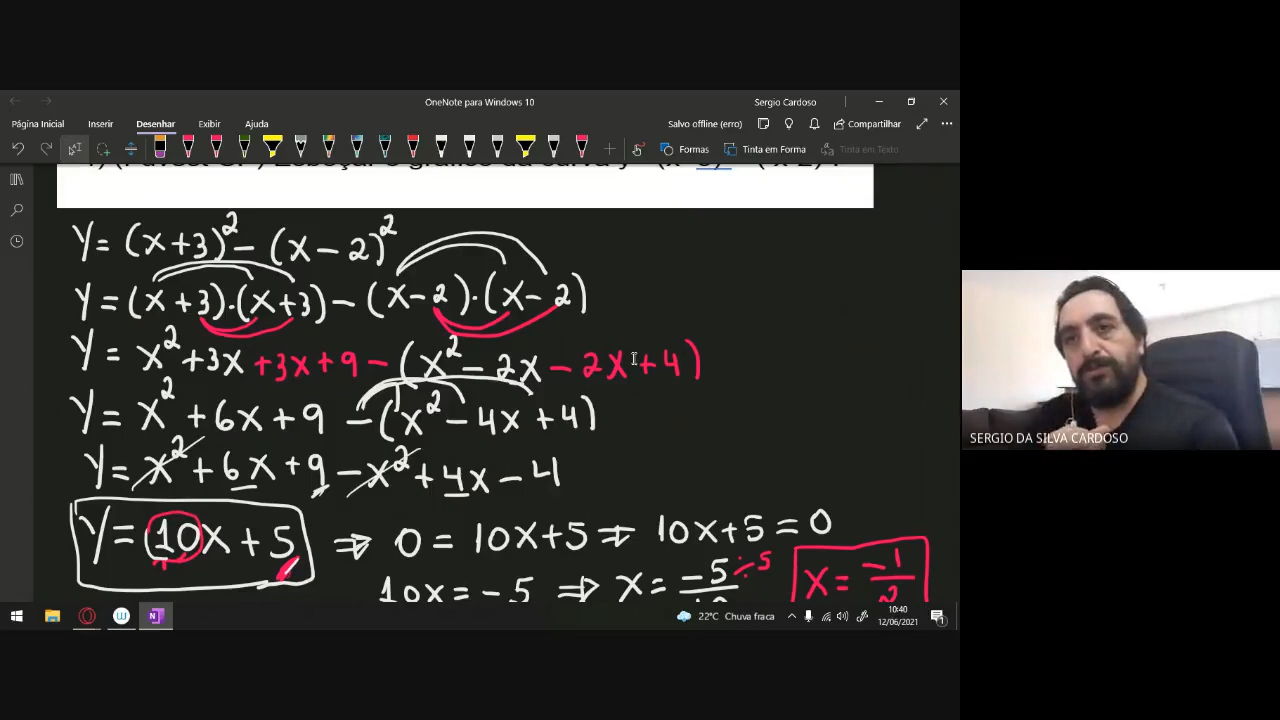 OneNote para Windows 10
Sergio Cardoso
Página Inicial Inserir Desenhar Exibir Ajuda
Salvo offline (erro) Compartilhar
Formas Tinta em Forma Tinta em Texto
Y = (X+3)² - (X-2)²
Y = (X+3)·(X+3) - (X-2)·(X-2)
Y = X² + 3X + 3X + 9 - (X² - 2X - 2X + 4)
Y = X² + 6X + 9 - (X² - 4X + 4)
Y = X² + 6X + 9 - X² + 4X - 4
Y = 10X + 5 ⇒ 0 = 10X + 5 ⇒ 10X + 5 = 0
10X = -5 ⇒ X = -5/10 ÷5 X = -1/2
SERGIO DA SILVA CARDOSO
22°C Chuva fraca
10:40
12/06/2021